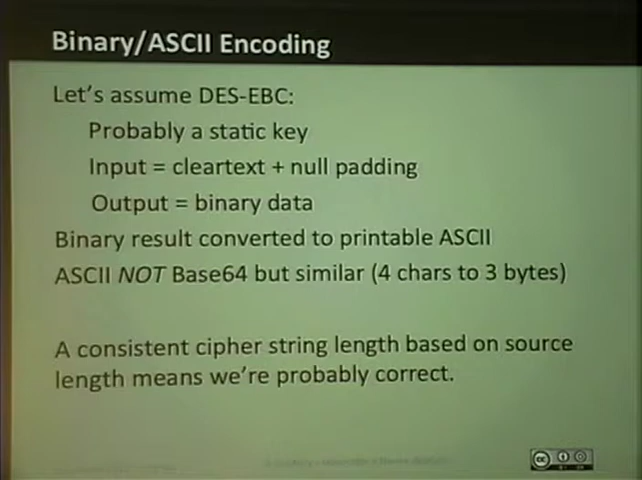 Binary/ASCII Encoding
Let's assume DES-EBC:
Probably a static key
Input = cleartext + null padding
Output = binary data
Binary result converted to printable ASCII
ASCII NOT Base64 but similar (4 chars to 3 bytes)
A consistent cipher string length based on source
length means we're probably correct.
cc